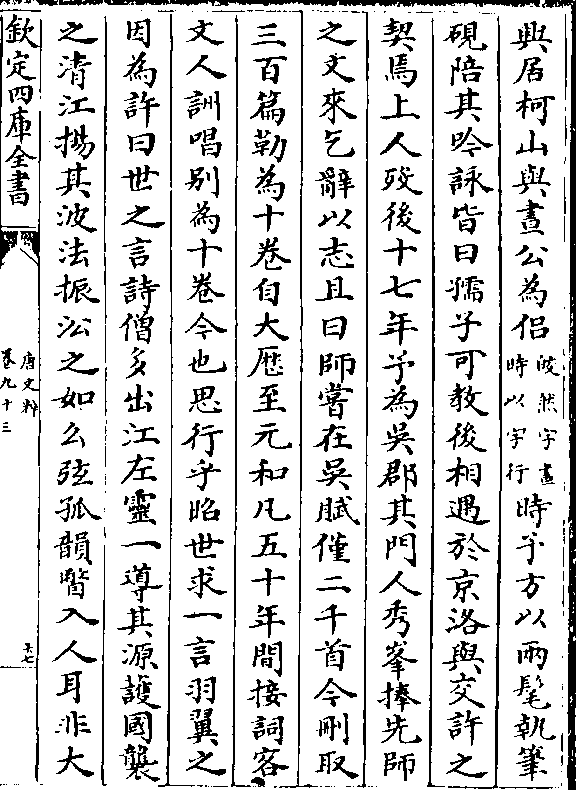 興居柯山與晝公為侶皎然字晝時以字行時予方以兩髦執筆
硯陪其吟詠皆曰孺子可教後相遇於京洛與交許之
契焉上人歿後十七年予為吳郡其門人秀峯捧先師
之文來乞辭以志且曰師嘗在吳賦僅二千首今刪取
三百篇勒為十卷自大厯至元和凡五十年間接詞客
文人詶唱别為十卷今也思行乎昭世求一言羽翼之
因為許曰世之言詩僧多出江左靈一導其源護國襲
之清江揚其波法振㳂之如么弦孤韻瞥入人耳非大
欽定四庫全書
唐文粹
卷九十三
十七